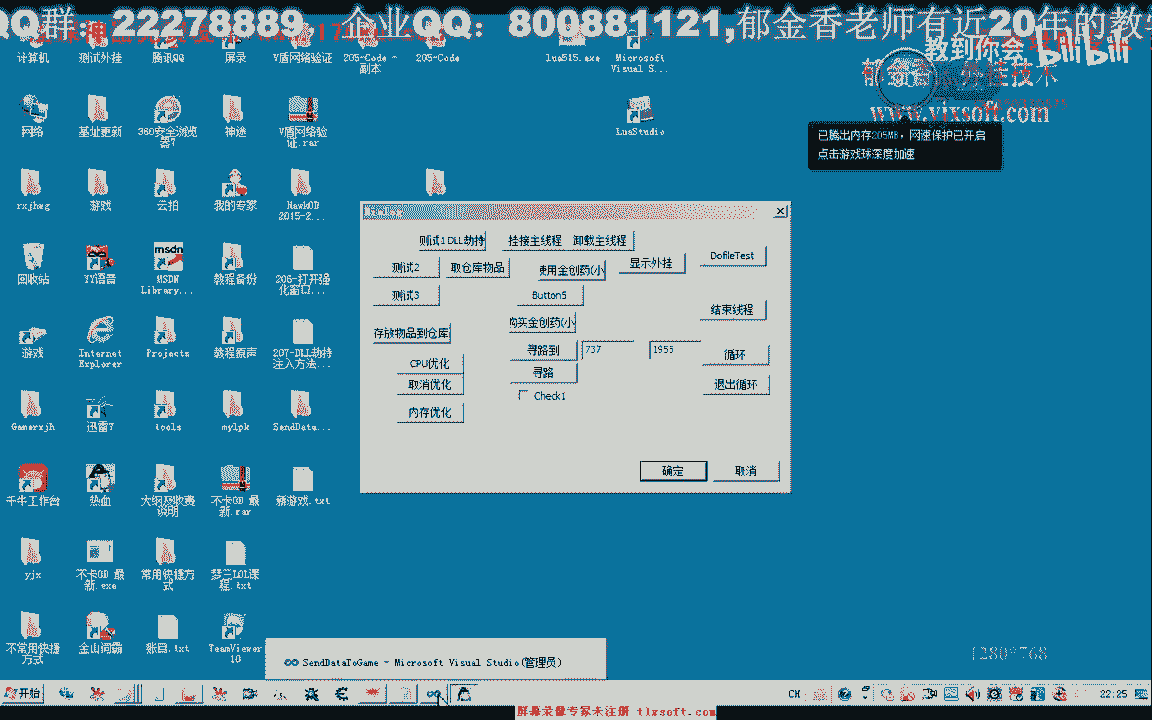 QQ群：22278889， 企业QQ：800881121,郁金香老师有近20年的教学
教到你会 bilibili
www.yjxsoft.com
已腾出内存205MB，网速保护已开启
点击游戏球深度加速
计算机
测试外挂
腾讯QQ
屏录
V盾网络验证
205-Code - 副本
205-Code
lua515.exe
Microsoft Visual S...
网络
基址更新
360安全浏览器7
神途
V盾网络验证.rar
LuaStudio
rxjhzg
游戏
云拍
我的专家
HawkOD 2015-2...
回收站
YY语音
MSDN Library...
教程备份
206-打开强化窗口...
游戏
Internet Explorer
Projects
教程原声
207-DLL劫持注入方法...
Gamerxjh
迅雷7
tools
mylpk
SendData...
千牛工作台
热血
大纲及收费说明
不卡OD 最新.rar
新游戏.txt
yjx
不卡OD 最新.exe
常用快捷方式
梦三LOL课程.txt
不常用快捷方式
金山词霸
账目.txt
TeamViewer 10
测试1DLL劫持
挂接主线程
卸载主线程
测试2
取仓库物品
使用金创药(小
显示外挂
DofileTest
测试3
Button5
结束线程
存放物品到仓库
购买金创药(小
寻路到
737
1955
循环
CPU优化
寻路
取消优化
退出循环
Check1
内存优化
确定
取消
SendDataToGame - Microsoft Visual Studio(管理员)
1280*768
开始
CH
22:25
屏幕录像专家未注册 tlxsoft.com